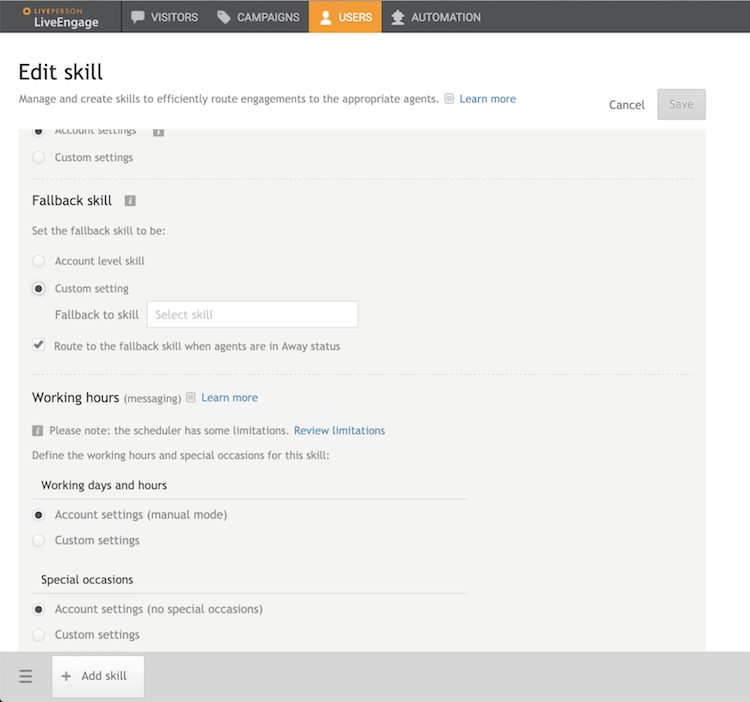 LIVEPERSON
LiveEngage
VISITORS
CAMPAIGNS
USERS
AUTOMATION
Edit skill
Manage and create skills to efficiently route engagements to the appropriate agents. Learn more
Cancel
Save
Account settings
Custom settings
Fallback skill
Set the fallback skill to be:
Account level skill
Custom setting
Fallback to skill Select skill
Route to the fallback skill when agents are in Away status
Working hours (messaging) Learn more
Please note: the scheduler has some limitations. Review limitations
Define the working hours and special occasions for this skill:
Working days and hours
Account settings (manual mode)
Custom settings
Special occasions
Account settings (no special occasions)
Custom settings
+ Add skill